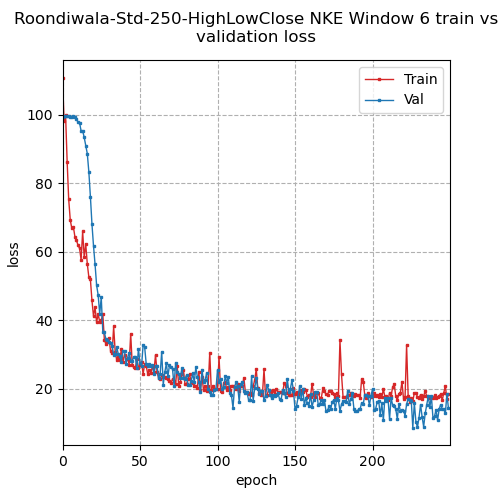 Roondiwala-Std-250-HighLowClose NKE Window 6 train vs
validation loss
Train
Val
100
80
60
40
20
loss
0
50
100
150
200
epoch